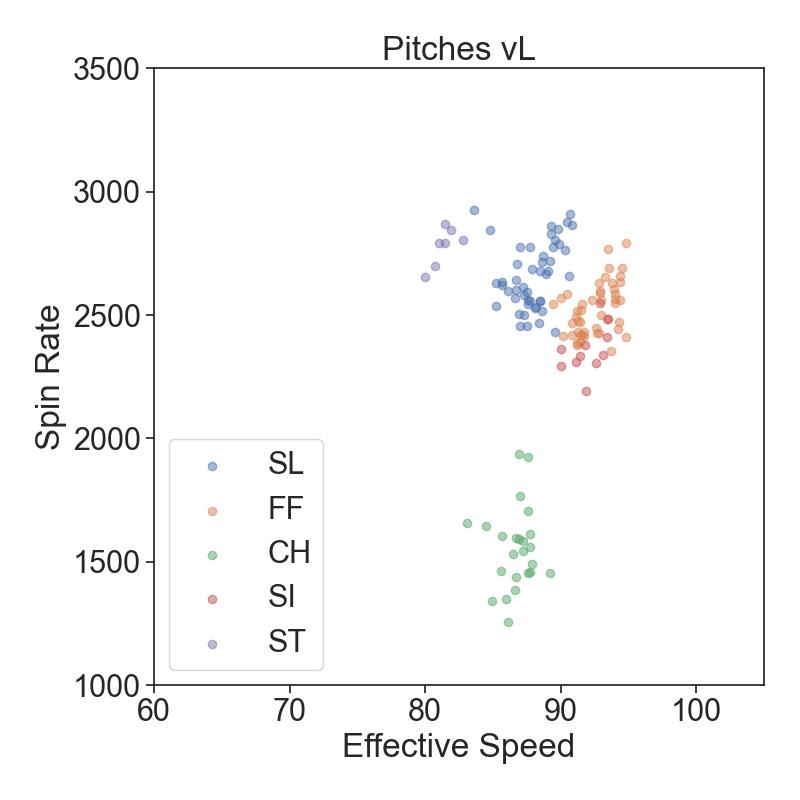 Pitches vL
3500
3000
2500
2000
1500
1000
Spin Rate
SL
FF
CH
SI
ST
60 70 80 90 100
Effective Speed